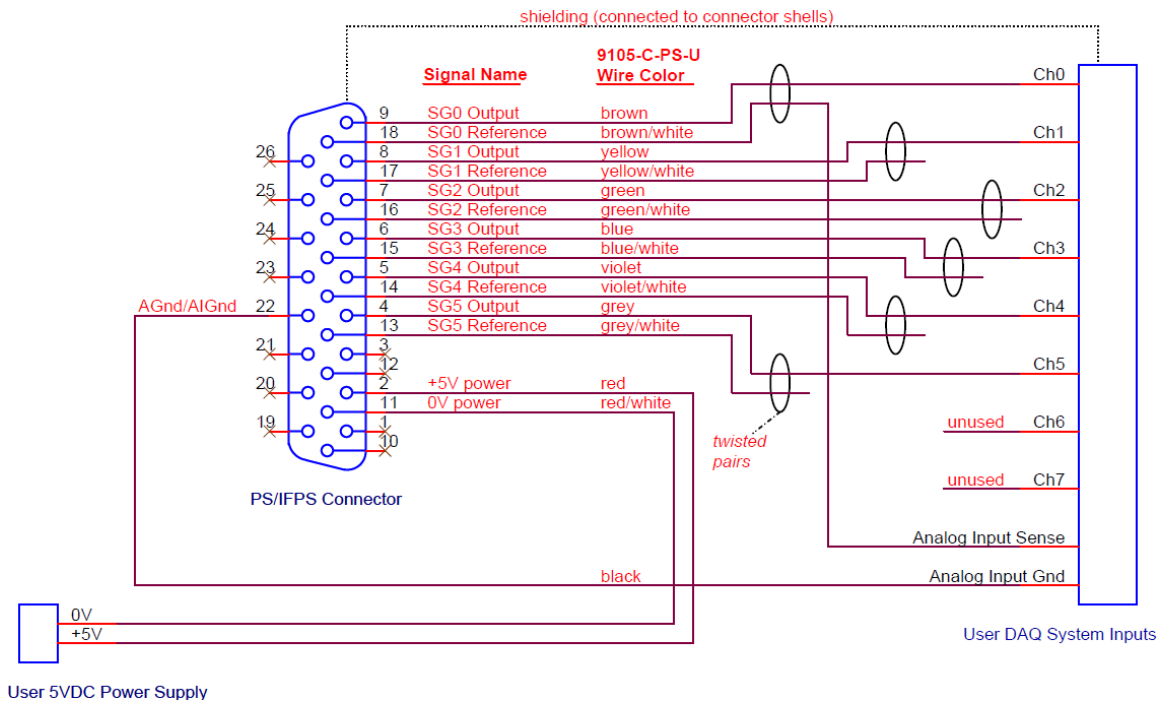 shielding (connected to connector shells)
9105-C-PS-U
Signal Name Wire Color
Ch0
9 SG0 Output brown
18 SG0 Reference brown/white
Ch1
26 8 SG1 Output yellow
17 SG1 Reference yellow/white
25 7 SG2 Output green Ch2
16 SG2 Reference green/white
24 6 SG3 Output blue
15 SG3 Reference blue/white Ch3
23 5 SG4 Output violet
14 SG4 Reference violet/white
AGnd/AIGnd 22 4 SG5 Output grey Ch4
13 SG5 Reference grey/white
21 3
12 Ch5
20 2 +5V power red
11 0V power red/white
19 1 unused Ch6
10
twisted
pairs
unused Ch7
PS/IFPS Connector
Analog Input Sense
black Analog Input Gnd
0V
+5V
User DAQ System Inputs
User 5VDC Power Supply